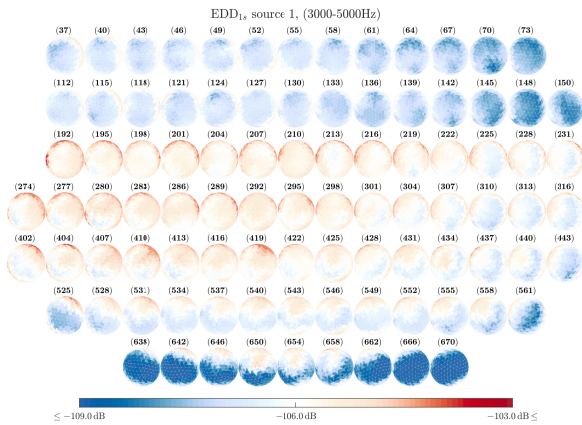 EDD1s source 1, (3000-5000Hz)
(37) (40) (43) (46) (49) (52) (55) (58) (61) (64) (67) (70) (73)
(112) (115) (118) (121) (124) (127) (130) (133) (136) (139) (142) (145) (148) (150)
(192) (195) (198) (201) (204) (207) (210) (213) (216) (219) (222) (225) (228) (231)
(274) (277) (280) (284) (286) (289) (292) (295) (298) (301) (304) (307) (310) (313) (316)
(402) (404) (407) (410) (413) (416) (419) (422) (425) (428) (431) (434) (437) (440) (443)
(525) (528) (531) (534) (537) (540) (543) (546) (549) (552) (555) (558) (561)
(638) (642) (646) (650) (654) (658) (662) (666) (670)
≤ −109.0 dB −106.0 dB −103.0 dB ≤